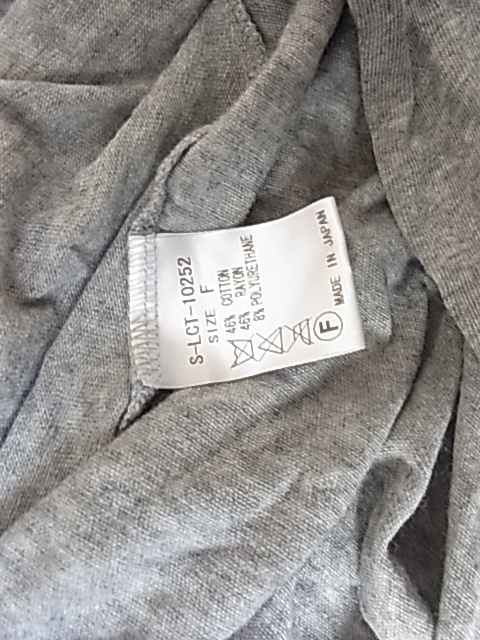 S-LCT-10252
SIZE F
46% COTTON
46% RAYON
8% POLYURETHANE
F MADE IN JAPAN